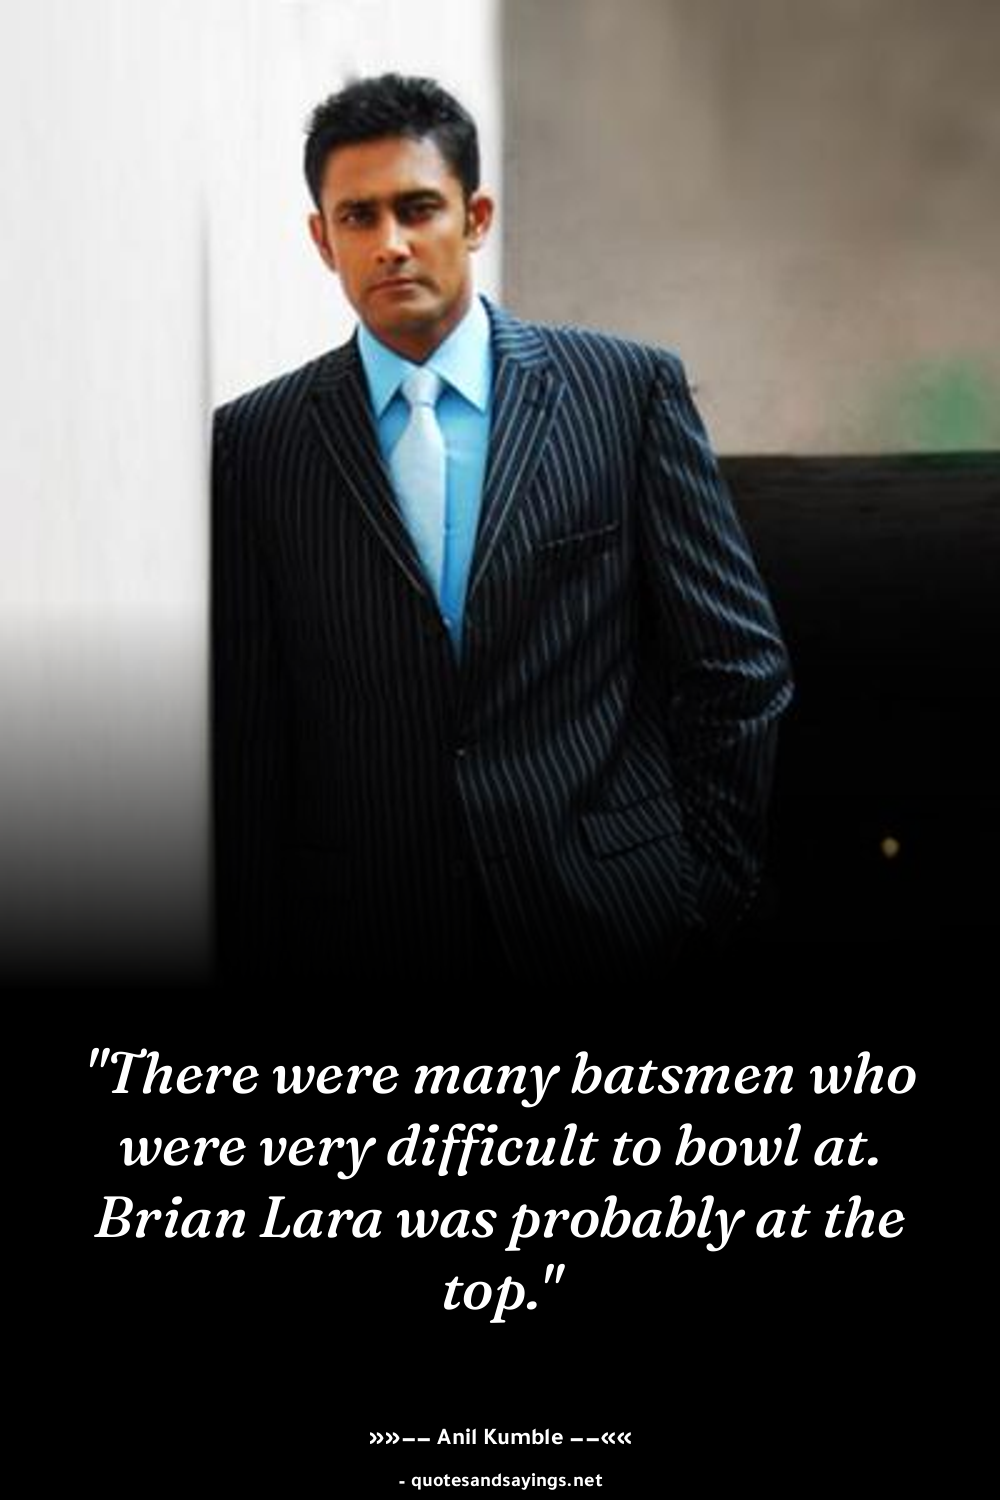 "There were many batsmen who
were very difficult to bowl at.
Brian Lara was probably at the
top."
»»–– Anil Kumble ––««
- quotesandsayings.net